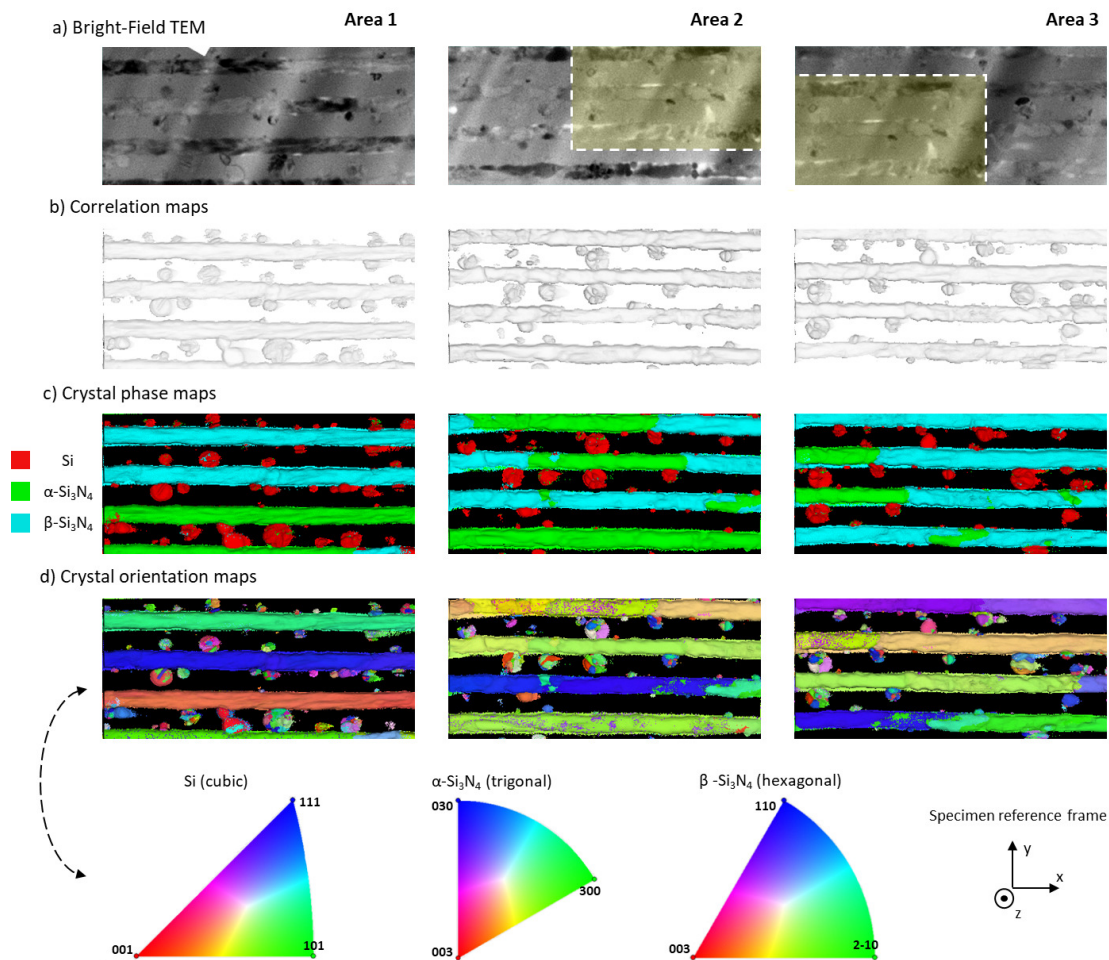 a) Bright-Field TEM
Area 1
Area 2
Area 3
b) Correlation maps
c) Crystal phase maps
Si
α-Si₃N₄
β-Si₃N₄
d) Crystal orientation maps
Si (cubic)
α-Si₃N₄ (trigonal)
β -Si₃N₄ (hexagonal)
111
001
101
030
300
003
110
003
2-10
Specimen reference frame
y
x
z